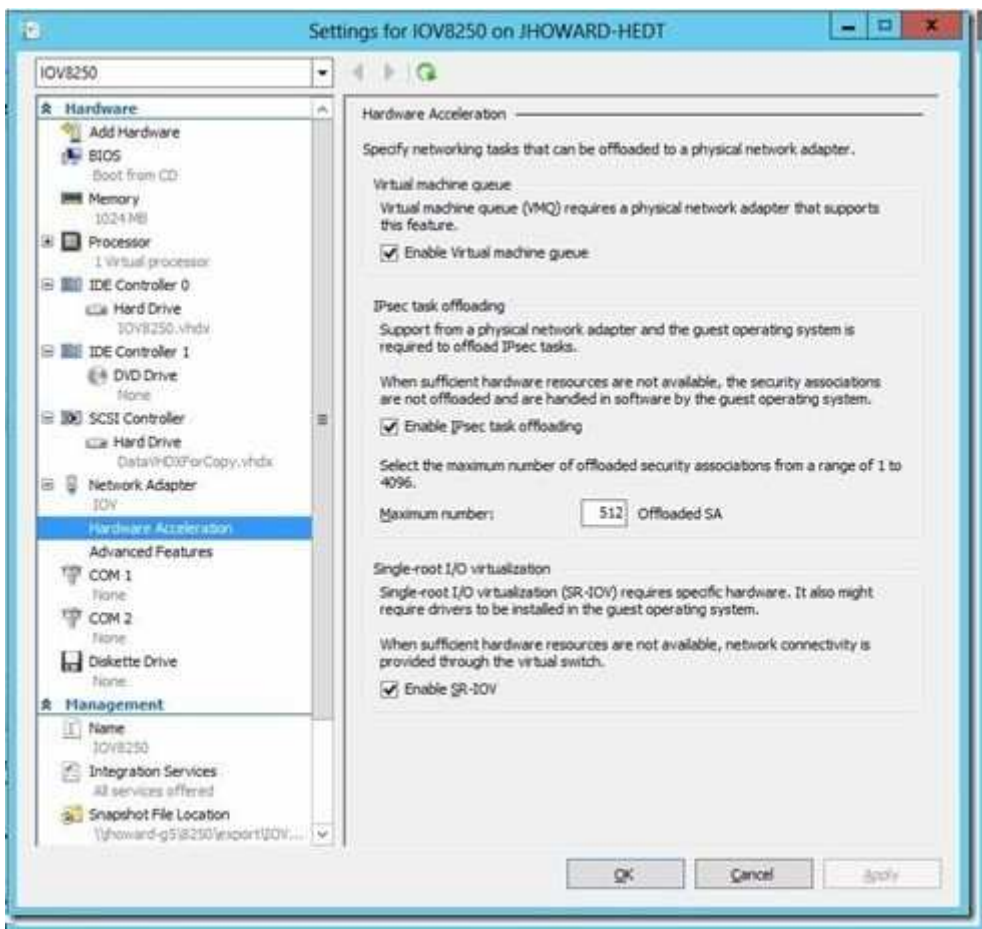 Settings for IOV8250 on JHOWARD-HEDT
IOV8250
Hardware
Add Hardware
BIOS
Boot from CD
Memory
1024 MB
Processor
1 Virtual processor
IDE Controller 0
Hard Drive
IOV8250.vhdx
IDE Controller 1
DVD Drive
None
SCSI Controller
Hard Drive
DataVHDXForCopy.vhdx
Network Adapter
IOV
Hardware Acceleration
Advanced Features
COM 1
None
COM 2
None
Diskette Drive
None
Management
Name
IOV8250
Integration Services
All services offered
Snapshot File Location
\\jhoward-g5\8250\export\IOV...
Hardware Acceleration
Specify networking tasks that can be offloaded to a physical network adapter.
Virtual machine queue
Virtual machine queue (VMQ) requires a physical network adapter that supports
this feature.
Enable Virtual machine queue
IPsec task offloading
Support from a physical network adapter and the guest operating system is
required to offload IPsec tasks.
When sufficient hardware resources are not available, the security associations
are not offloaded and are handled in software by the guest operating system.
Enable IPsec task offloading
Select the maximum number of offloaded security associations from a range of 1 to
4096.
Maximum number: 512 Offloaded SA
Single-root I/O virtualization
Single-root I/O virtualization (SR-IOV) requires specific hardware. It also might
require drivers to be installed in the guest operating system.
When sufficient hardware resources are not available, network connectivity is
provided through the virtual switch.
Enable SR-IOV
OK Cancel Apply